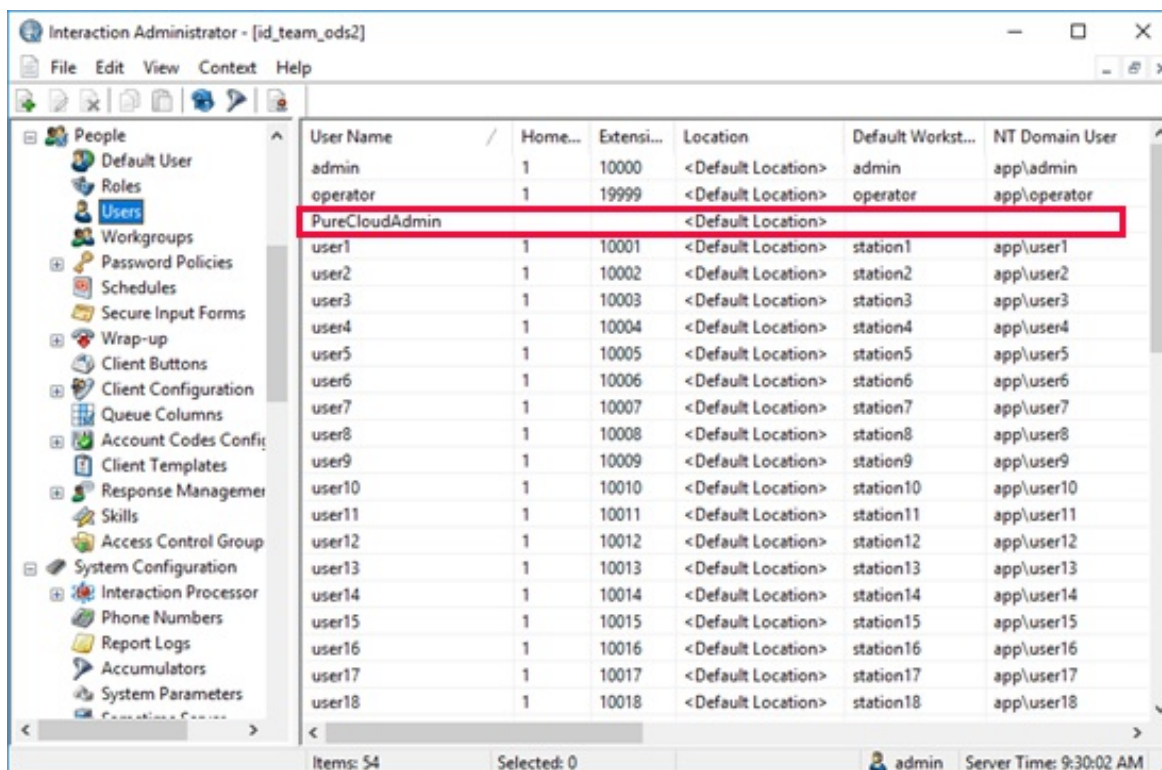 Interaction Administrator - [id_team_ods2]
File Edit View Context Help
People
Default User
Roles
Users
Workgroups
Password Policies
Schedules
Secure Input Forms
Wrap-up
Client Buttons
Client Configuration
Queue Columns
Account Codes Config
Client Templates
Response Managemer
Skills
Access Control Group
System Configuration
Interaction Processor
Phone Numbers
Report Logs
Accumulators
System Parameters
User Name / Home... Extensi... Location Default Workst... NT Domain User
admin 1 10000 <Default Location> admin app\admin
operator 1 19999 <Default Location> operator app\operator
PureCloudAdmin <Default Location>
user1 1 10001 <Default Location> station1 app\user1
user2 1 10002 <Default Location> station2 app\user2
user3 1 10003 <Default Location> station3 app\user3
user4 1 10004 <Default Location> station4 app\user4
user5 1 10005 <Default Location> station5 app\user5
user6 1 10006 <Default Location> station6 app\user6
user7 1 10007 <Default Location> station7 app\user7
user8 1 10008 <Default Location> station8 app\user8
user9 1 10009 <Default Location> station9 app\user9
user10 1 10010 <Default Location> station10 app\user10
user11 1 10011 <Default Location> station11 app\user11
user12 1 10012 <Default Location> station12 app\user12
user13 1 10013 <Default Location> station13 app\user13
user14 1 10014 <Default Location> station14 app\user14
user15 1 10015 <Default Location> station15 app\user15
user16 1 10016 <Default Location> station16 app\user16
user17 1 10017 <Default Location> station17 app\user17
user18 1 10018 <Default Location> station18 app\user18
Items: 54 Selected: 0 admin Server Time: 9:30:02 AM